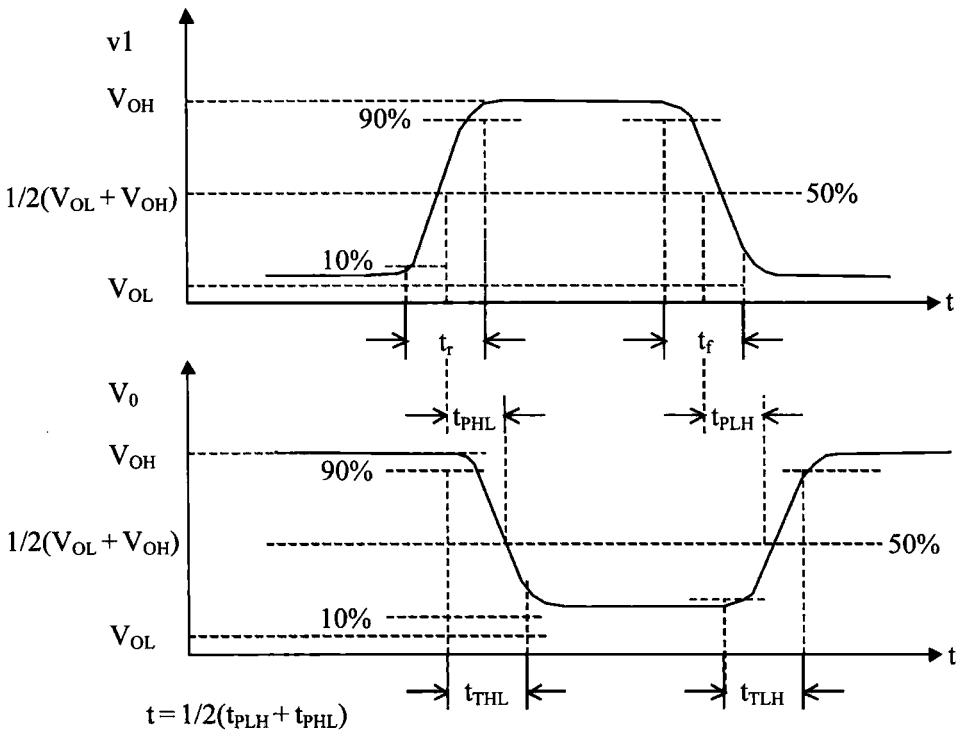 v1
V_OH
90%
1/2(V_OL + V_OH)
50%
10%
V_OL
t
t_r
t_f
V_0
t_PHL
t_PLH
V_OH
90%
1/2(V_OL + V_OH)
50%
10%
V_OL
t
t_THL
t_TLH
t = 1/2(t_PLH + t_PHL)